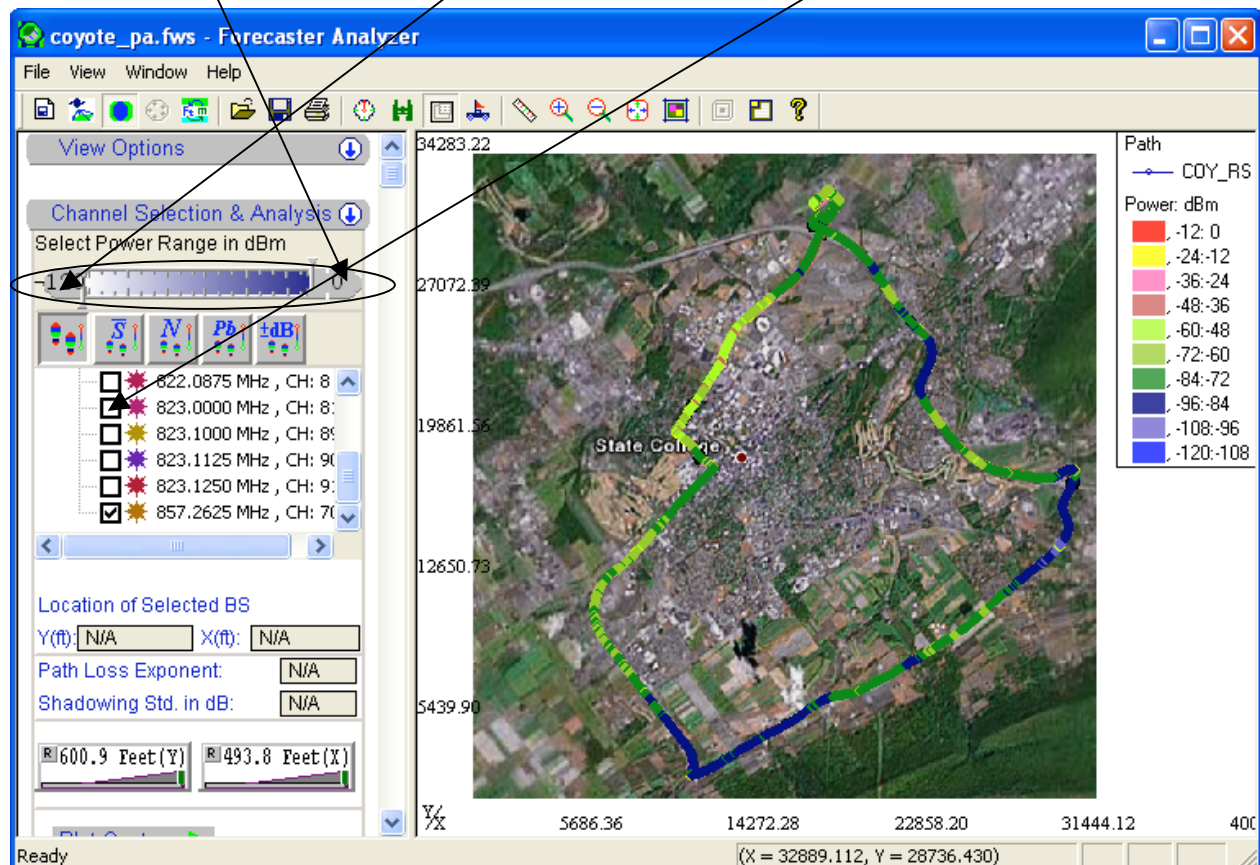 coyote_pa.fws - Forecaster Analyzer
File View Window Help
View Options
Channel Selection & Analysis
Select Power Range in dBm
0
S N Pb ±dB
822.0875 MHz , CH: 8
823.0000 MHz , CH: 8
823.1000 MHz , CH: 89
823.1125 MHz , CH: 90
823.1250 MHz , CH: 91
857.2625 MHz , CH: 70
Location of Selected BS
Y(ft): N/A X(ft): N/A
Path Loss Exponent: N/A
Shadowing Std. in dB: N/A
R 600.9 Feet(Y) R 493.8 Feet(X)
34283.22
27072.39
19861.56
12650.73
5439.90
State College
Y/X 5686.36 14272.28 22858.20 31444.12 400
Path
COY_RS
Power: dBm
, -12: 0
, -24:-12
, -36:-24
, -48:-36
, -60:-48
, -72:-60
, -84:-72
, -96:-84
, -108:-96
, -120:-108
Ready (X = 32889.112, Y = 28736.430)